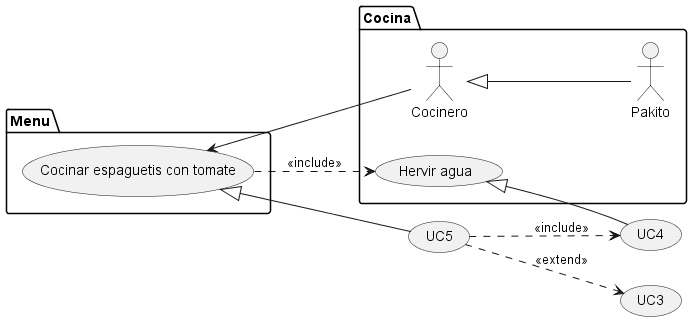 Cocina
Cocinero
Pakito
Menu
Cocinar espaguetis con tomate
«include»
Hervir agua
UC5
«include»
UC4
«extend»
UC3